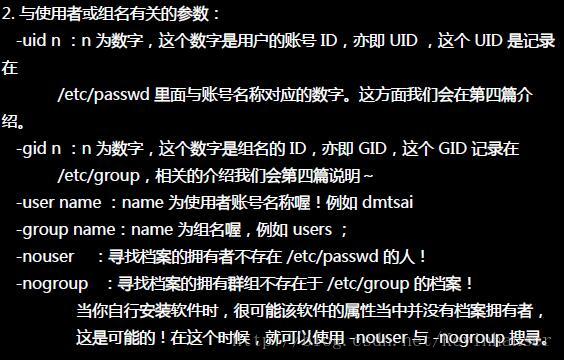 2. 与使用者或组名有关的参数：
-uid n ：n 为数字，这个数字是用户的账号 ID，亦即 UID ，这个 UID 是记录
在
/etc/passwd 里面与账号名称对应的数字。这方面我们会在第四篇介
绍。
-gid n ：n 为数字，这个数字是组名的 ID，亦即 GID，这个 GID 记录在
/etc/group，相关的介绍我们会第四篇说明～
-user name ：name 为使用者账号名称喔！例如 dmtsai
-group name：name 为组名喔，例如 users ；
-nouser ：寻找档案的拥有者不存在 /etc/passwd 的人！
-nogroup ：寻找档案的拥有群组不存在于 /etc/group 的档案！
当你自行安装软件时，很可能该软件的属性当中并没有档案拥有者，
这是可能的！在这个时候，就可以使用 -nouser 与 -nogroup 搜寻。